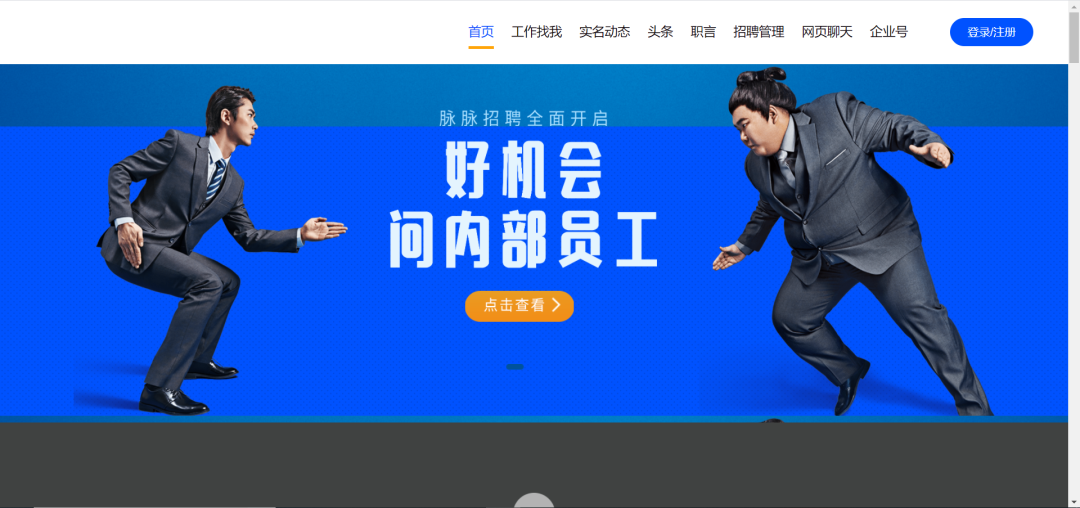 首页 工作找我 实名动态 头条 职言 招聘管理 网页聊天 企业号 登录/注册
脉脉招聘全面开启
好机会
问内部员工
点击查看